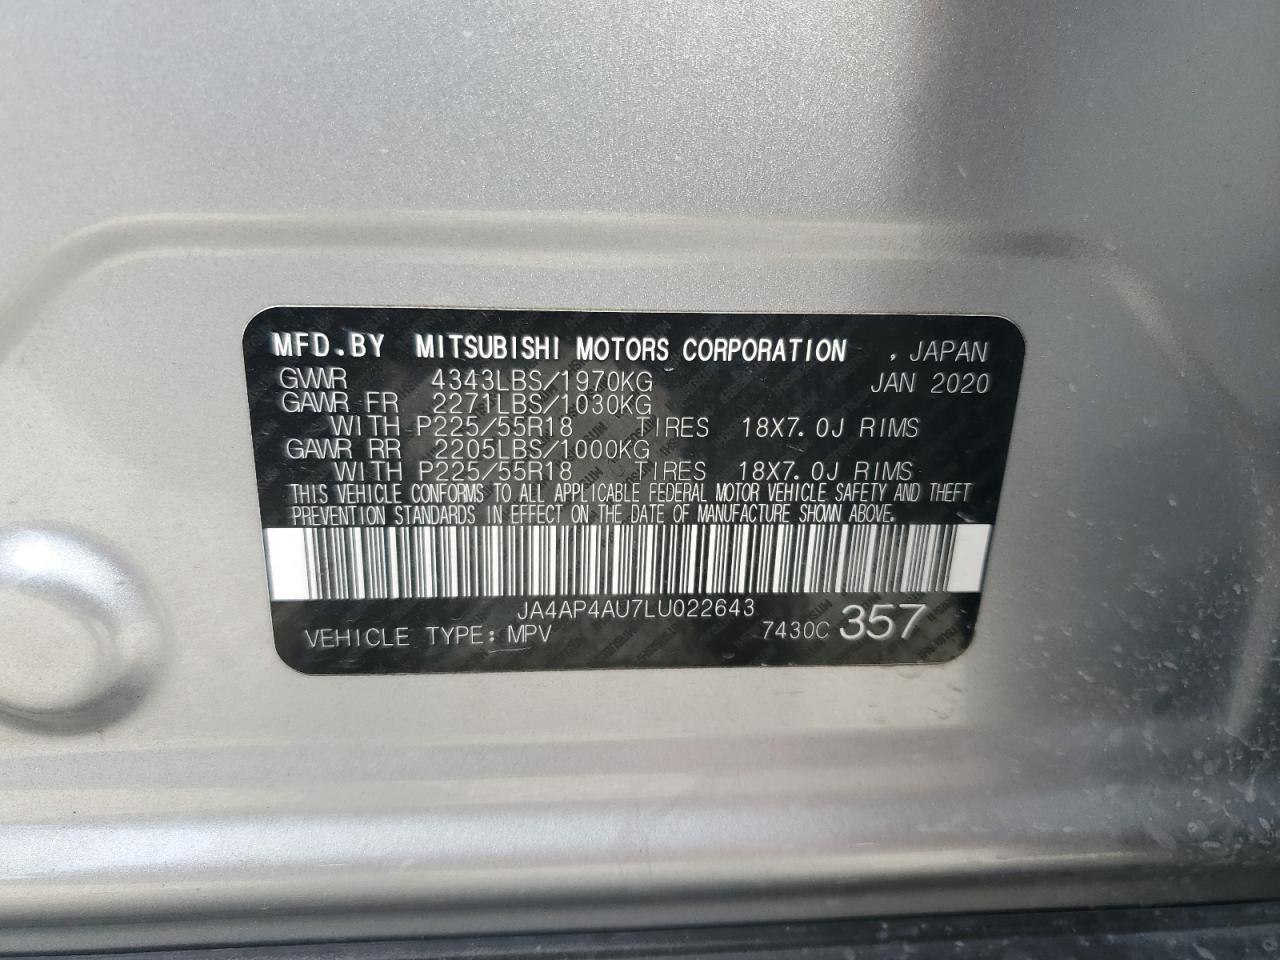 MFD.BY MITSUBISHI MOTORS CORPORATION , JAPAN
GVWR 4343LBS/1970KG JAN 2020
GAWR FR 2271LBS/1030KG
WITH P225/55R18 TIRES 18X7.0J RIMS
GAWR RR 2205LBS/1000KG
WITH P225/55R18 TIRES 18X7.0J RIMS
THIS VEHICLE CONFORMS TO ALL APPLICABLE FEDERAL MOTOR VEHICLE SAFETY AND THEFT
PREVENTION STANDARDS IN EFFECT ON THE DATE OF MANUFACTURE SHOWN ABOVE.
JA4AP4AU7LU022643
VEHICLE TYPE: MPV 7430C 357